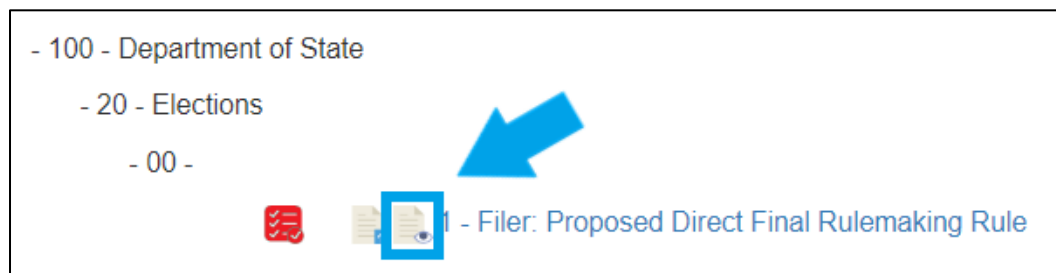 - 100 - Department of State
- 20 - Elections
- 00 -
1 - Filer: Proposed Direct Final Rulemaking Rule